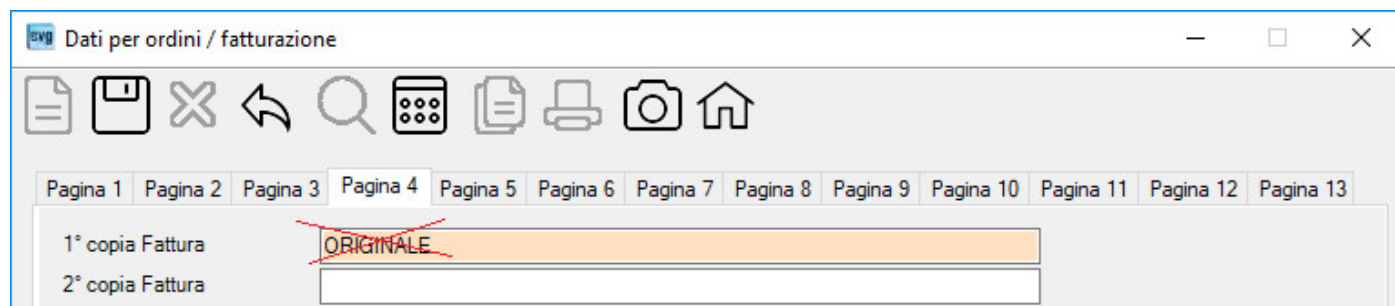 svg Dati per ordini / fatturazione
Pagina 1 Pagina 2 Pagina 3 Pagina 4 Pagina 5 Pagina 6 Pagina 7 Pagina 8 Pagina 9 Pagina 10 Pagina 11 Pagina 12 Pagina 13
1° copia Fattura ORIGINALE
2° copia Fattura